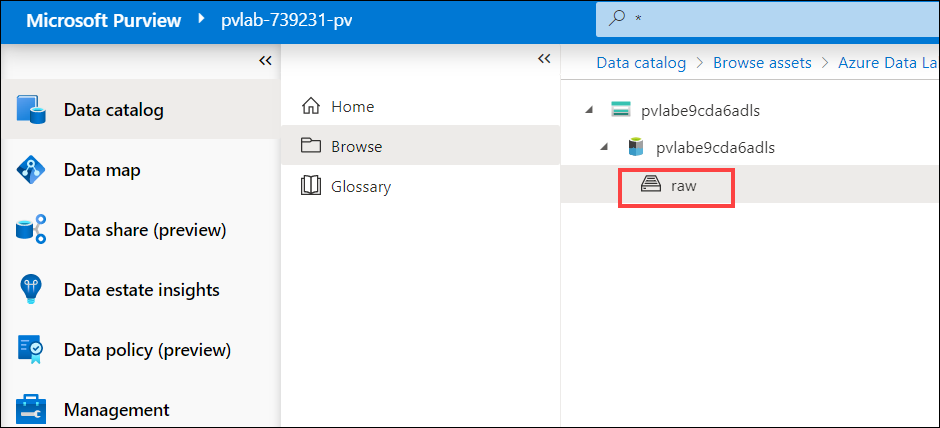 Microsoft Purview pvlab-739231-pv
*
Data catalog
Data map
Data share (preview)
Data estate insights
Data policy (preview)
Management
Home
Browse
Glossary
Data catalog > Browse assets > Azure Data La
pvlabe9cda6adls
pvlabe9cda6adls
raw